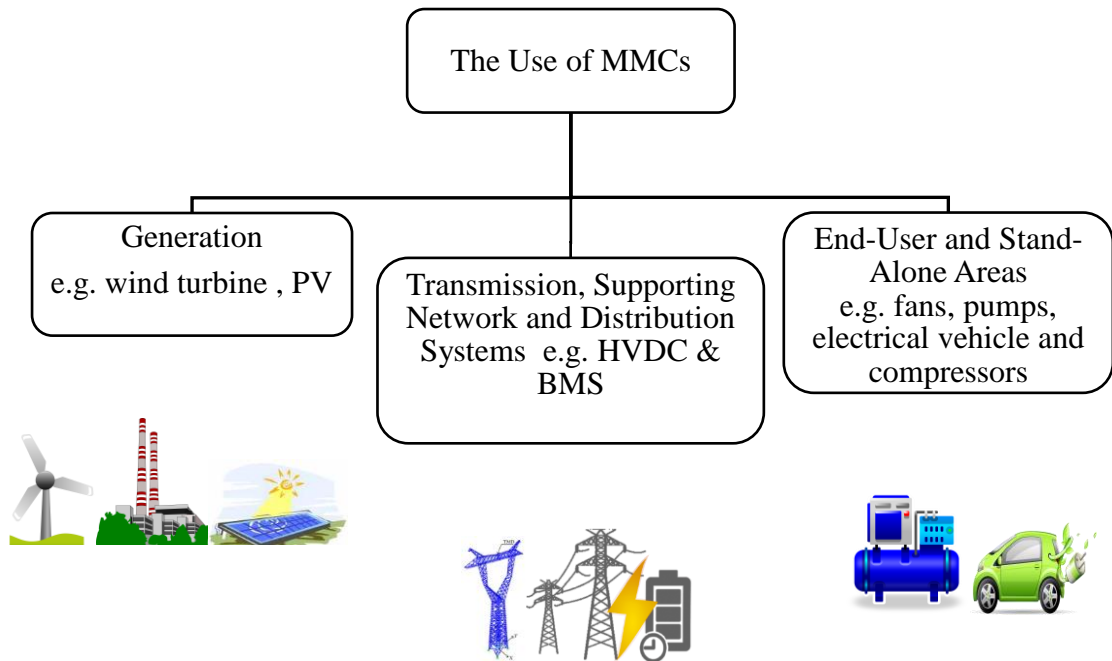 The Use of MMCs
Generation
e.g. wind turbine , PV
Transmission, Supporting
Network and Distribution
Systems  e.g. HVDC &
BMS
End-User and Stand-
Alone Areas
e.g. fans, pumps,
electrical vehicle and
compressors